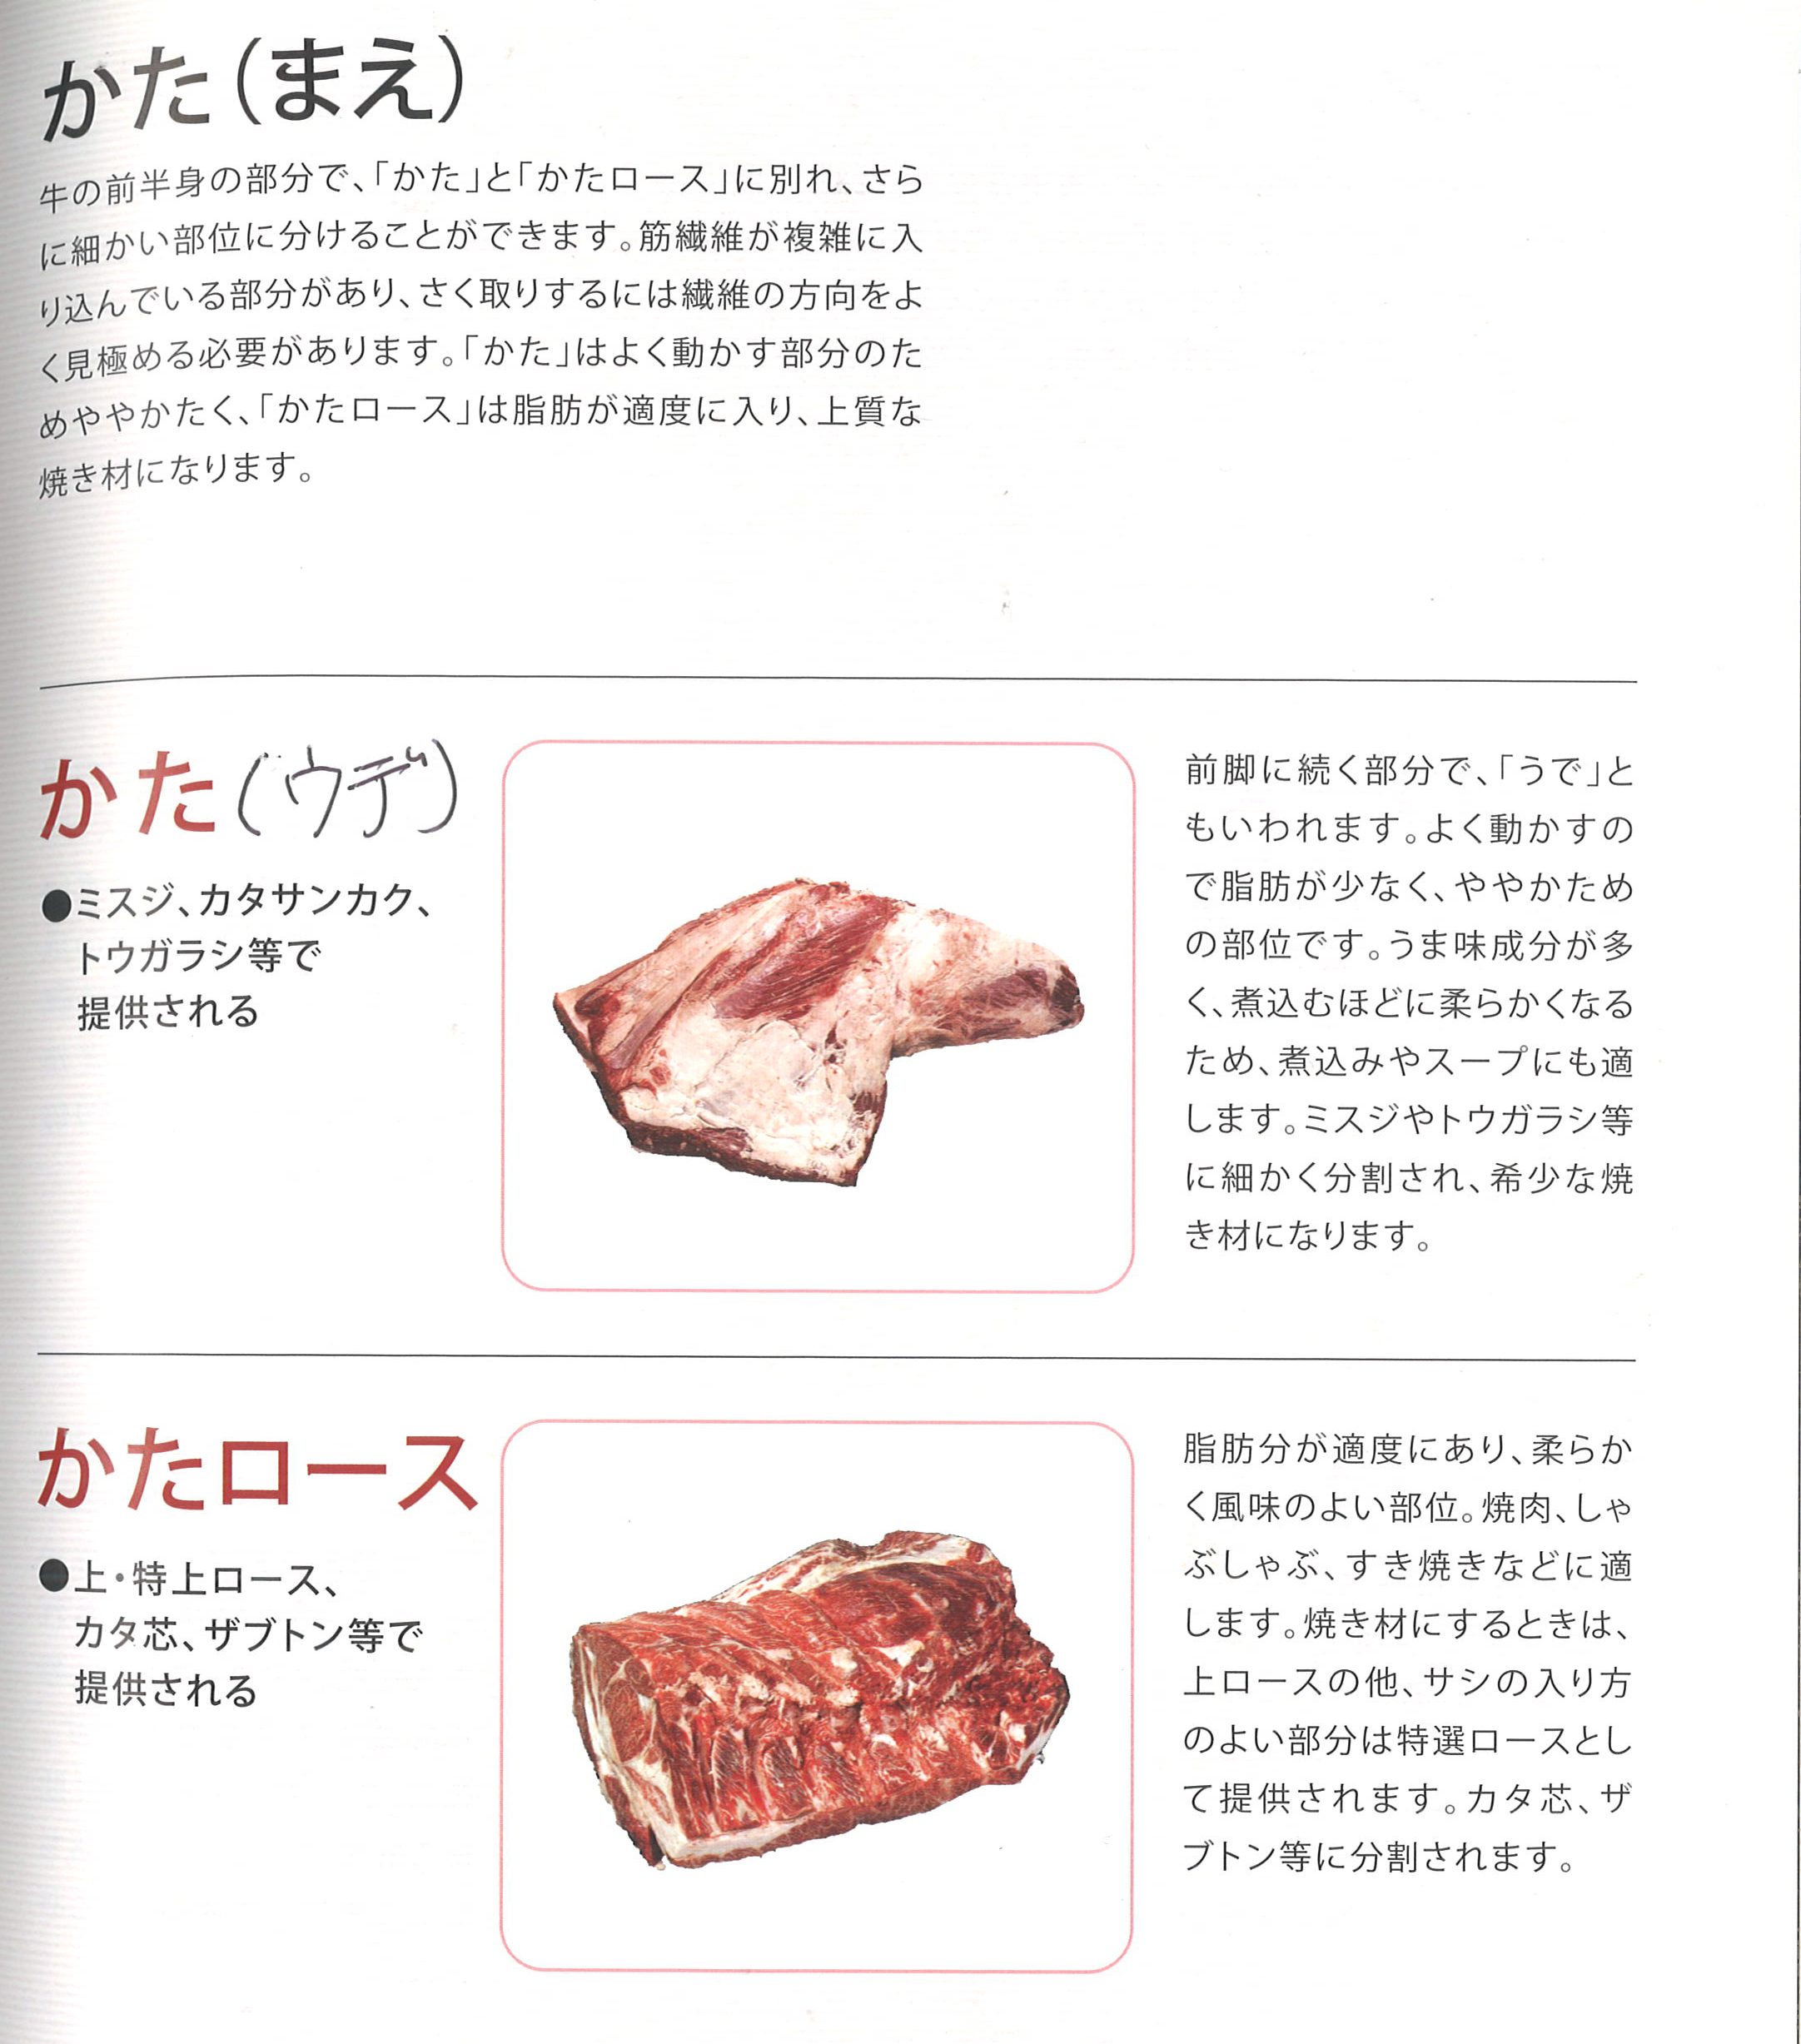 かた（まえ）
牛の前半身の部分で、「かた」と「かたロース」に別れ、さら
に細かい部位に分けることができます。筋繊維が複雑に入
り込んでいる部分があり、さく取りするには繊維の方向をよ
く見極める必要があります。「かた」はよく動かす部分のた
めややかたく、「かたロース」は脂肪が適度に入り、上質な
焼き材になります。
かた（ウデ）
●ミスジ、カタサンカク、
トウガラシ等で
提供される
前脚に続く部分で、「うで」と
もいわれます。よく動かすの
で脂肪が少なく、ややかため
の部位です。うま味成分が多
く、煮込むほどに柔らかくなる
ため、煮込みやスープにも適
します。ミスジやトウガラシ等
に細かく分割され、希少な焼
き材になります。
かたロース
●上・特上ロース、
カタ芯、ザブトン等で
提供される
脂肪分が適度にあり、柔らか
く風味のよい部位。焼肉、しゃ
ぶしゃぶ、すき焼きなどに適
します。焼き材にするときは、
上ロースの他、サシの入り方
のよい部分は特選ロースとし
て提供されます。カタ芯、ザ
ブトン等に分割されます。